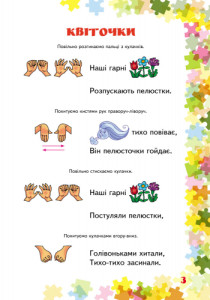 КВІТОЧКИ
Повільно розтискаємо пальці з кулачків.
Наші гарні
Розпускають пелюстки.
Похитуємо кистями рук праворуч-ліворуч.
тихо повіває,
Він пелюсточки гойдає.
Повільно стискаємо кулачки.
Наші гарні
Постуляли пелюстки,
Похитуємо кулачками вгору-вниз.
Голівоньками хитали,
Тихо-тихо засинали.
3